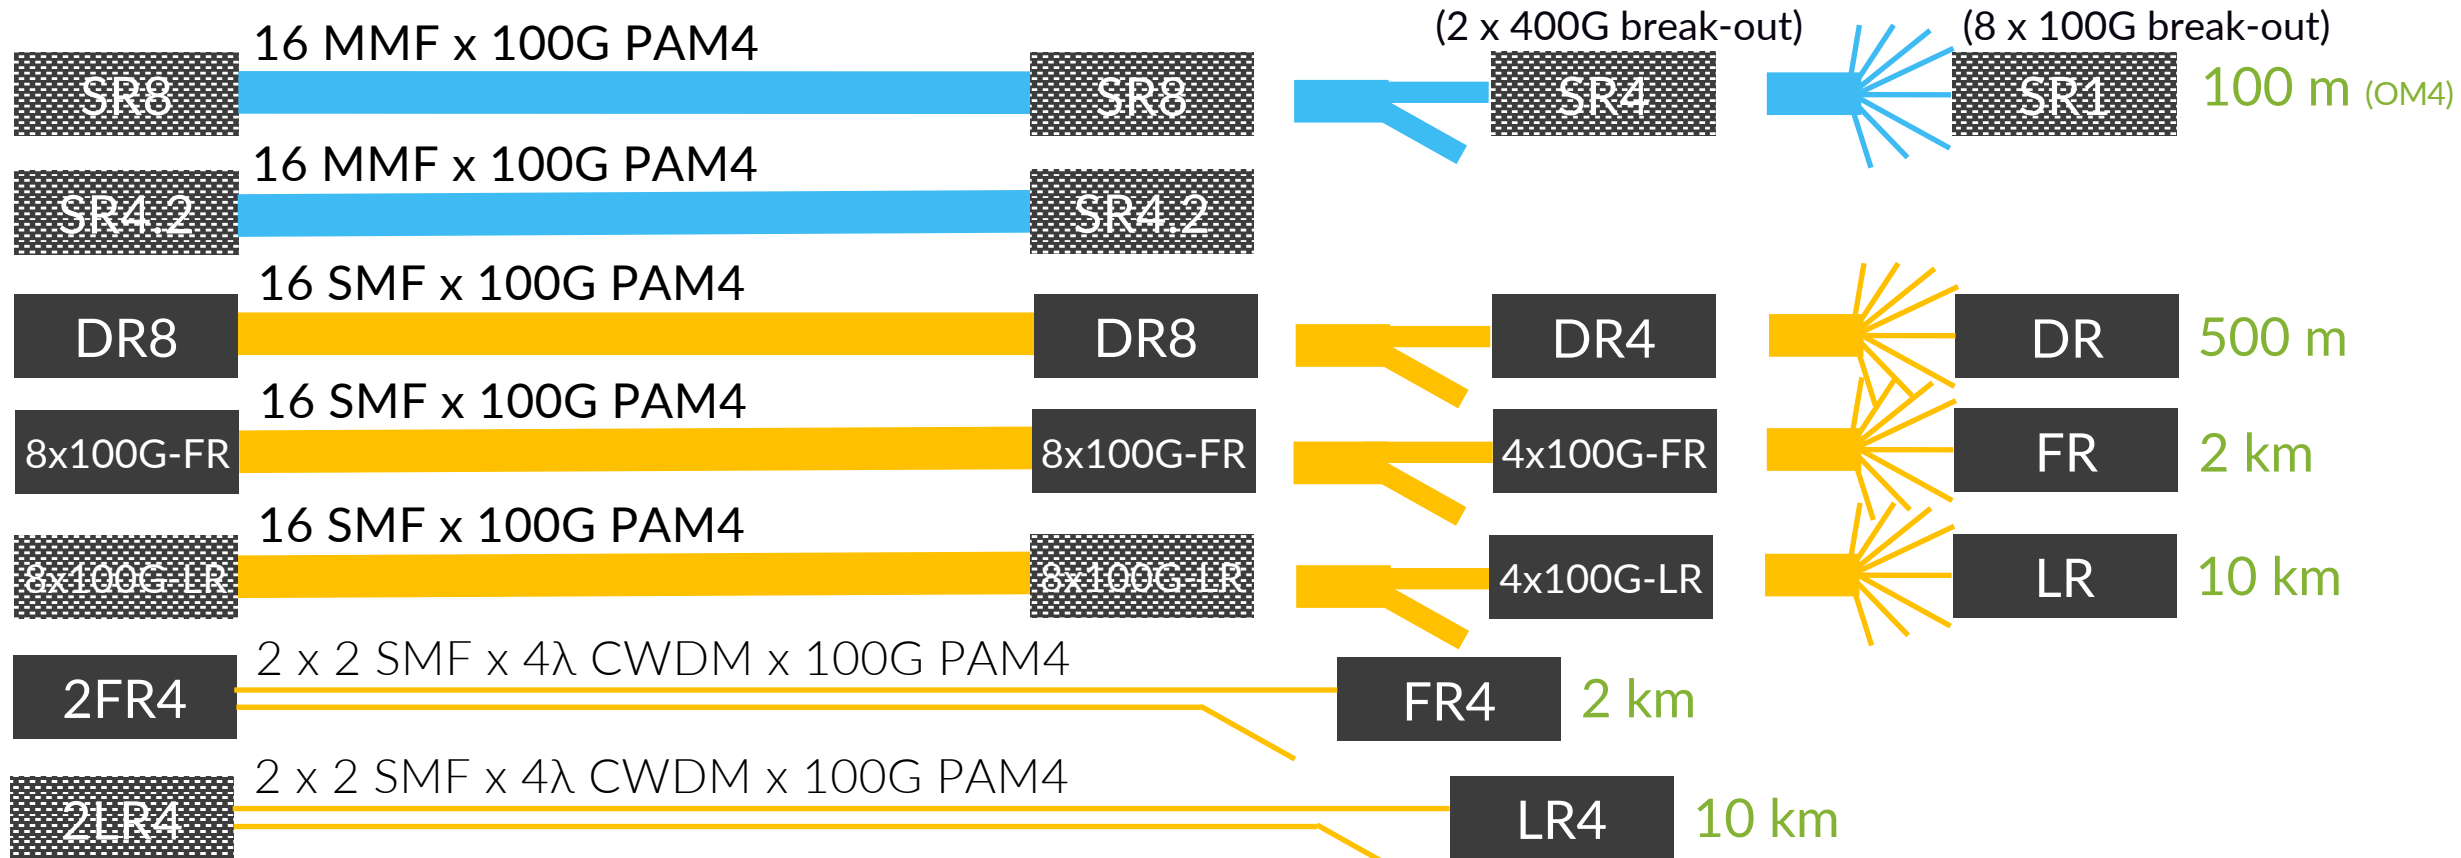 (2 x 400G break-out) (8 x 100G break-out)
16 MMF x 100G PAM4
SR8 SR8 SR4 SR1 100 m (OM4)
16 MMF x 100G PAM4
SR4.2 SR4.2
16 SMF x 100G PAM4
DR8 DR8 DR4 DR 500 m
16 SMF x 100G PAM4
8x100G-FR 8x100G-FR 4x100G-FR FR 2 km
16 SMF x 100G PAM4
8x100G-LR 8x100G-LR 4x100G-LR LR 10 km
2 x 2 SMF x 4λ CWDM x 100G PAM4
2FR4 FR4 2 km
2 x 2 SMF x 4λ CWDM x 100G PAM4
2LR4 LR4 10 km